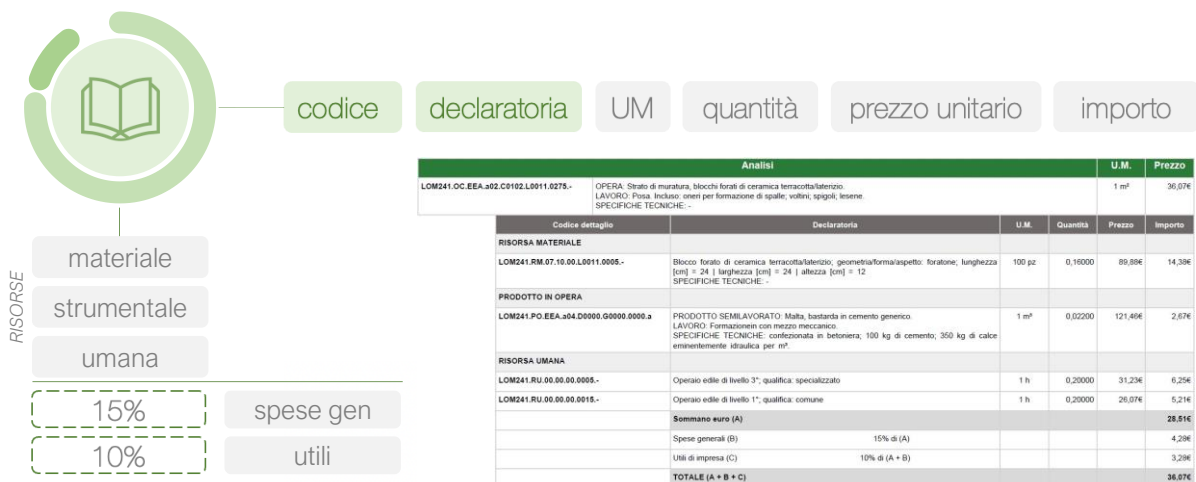 codice declaratoria UM quantità prezzo unitario importo
RISORSE
materiale
strumentale
umana
15% spese gen
10% utili
Analisi U.M. Prezzo
LOM241.OC.EEA.a02.C0102.L0011.0275.- OPERA: Strato di muratura, blocchi forati di ceramica terracotta/laterizio. 1 m² 36,07€
LAVORO: Posa. Incluso: oneri per formazione di spalle; voltini; spigoli; lesene.
SPECIFICHE TECNICHE: -
Codice dettaglio Declaratoria U.M. Quantità Prezzo Importo
RISORSA MATERIALE
LOM241.RM.07.10.00.L0011.0005.- Blocco forato di ceramica terracotta/laterizio; geometria/forma/aspetto: foratone; lunghezza 100 pz 0,16000 89,88€ 14,38€
[cm] = 24 | larghezza [cm] = 24 | altezza [cm] = 12
SPECIFICHE TECNICHE: -
PRODOTTO IN OPERA
LOM241.PO.EEA.a04.D0000.G0000.0000.a PRODOTTO SEMILAVORATO: Malta, bastarda in cemento generico. 1 m³ 0,02200 121,46€ 2,67€
LAVORO: Formazionein con mezzo meccanico.
SPECIFICHE TECNICHE: confezionata in betoniera; 100 kg di cemento; 350 kg di calce
eminentemente idraulica per m³.
RISORSA UMANA
LOM241.RU.00.00.00.0005.- Operaio edile di livello 3°; qualifica: specializzato 1 h 0,20000 31,23€ 6,25€
LOM241.RU.00.00.00.0015.- Operaio edile di livello 1°; qualifica: comune 1 h 0,20000 26,07€ 5,21€
Sommano euro (A) 28,51€
Spese generali (B) 15% di (A) 4,28€
Utili di impresa (C) 10% di (A + B) 3,28€
TOTALE (A + B + C) 36,07€